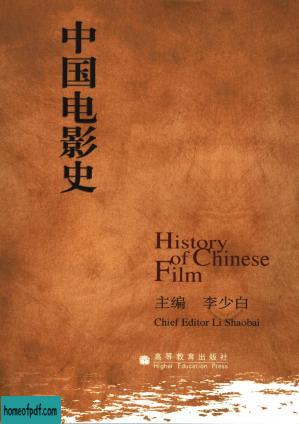 中国电影史
History
of Chinese
Film
主编 李少白
Chief Editor Li Shaobai
高等教育出版社
Higher Education Press
homeofpdf.com